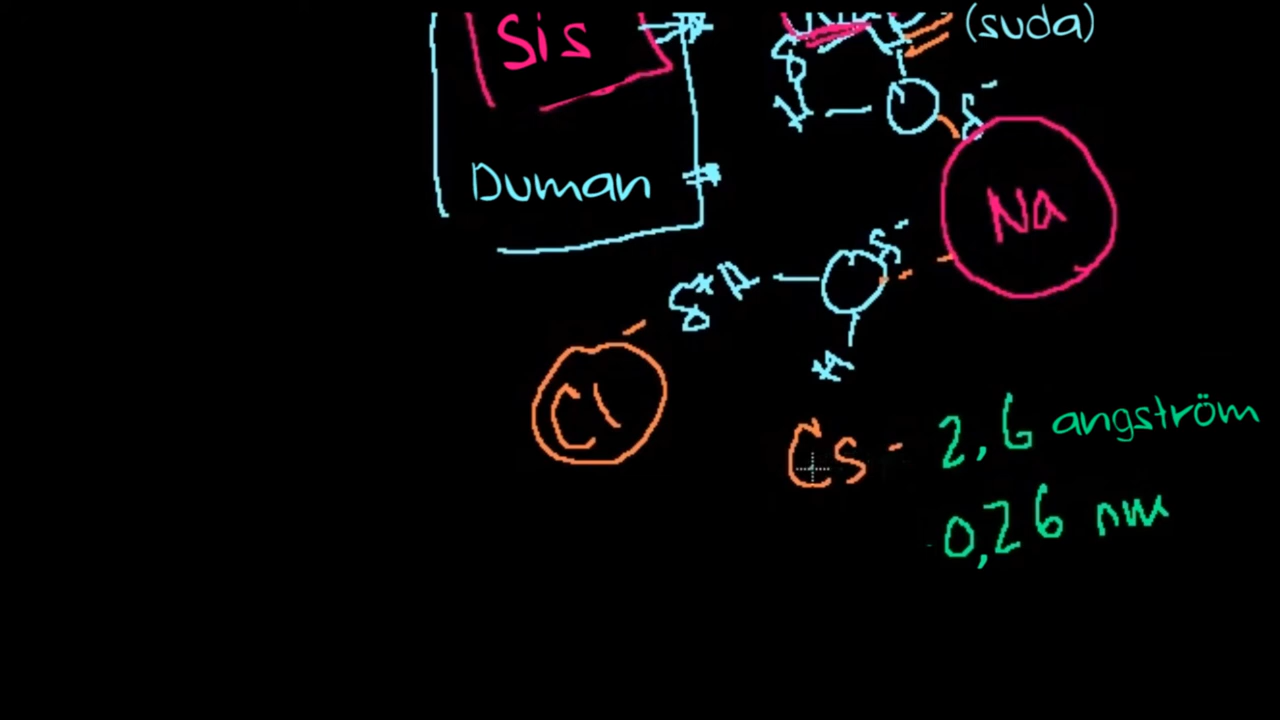 Sis
(suda)
H
δ-
Duman
Na
δ-
δ+ H
H
Cl
-
Cs - 2,6 angström
0,26 nm